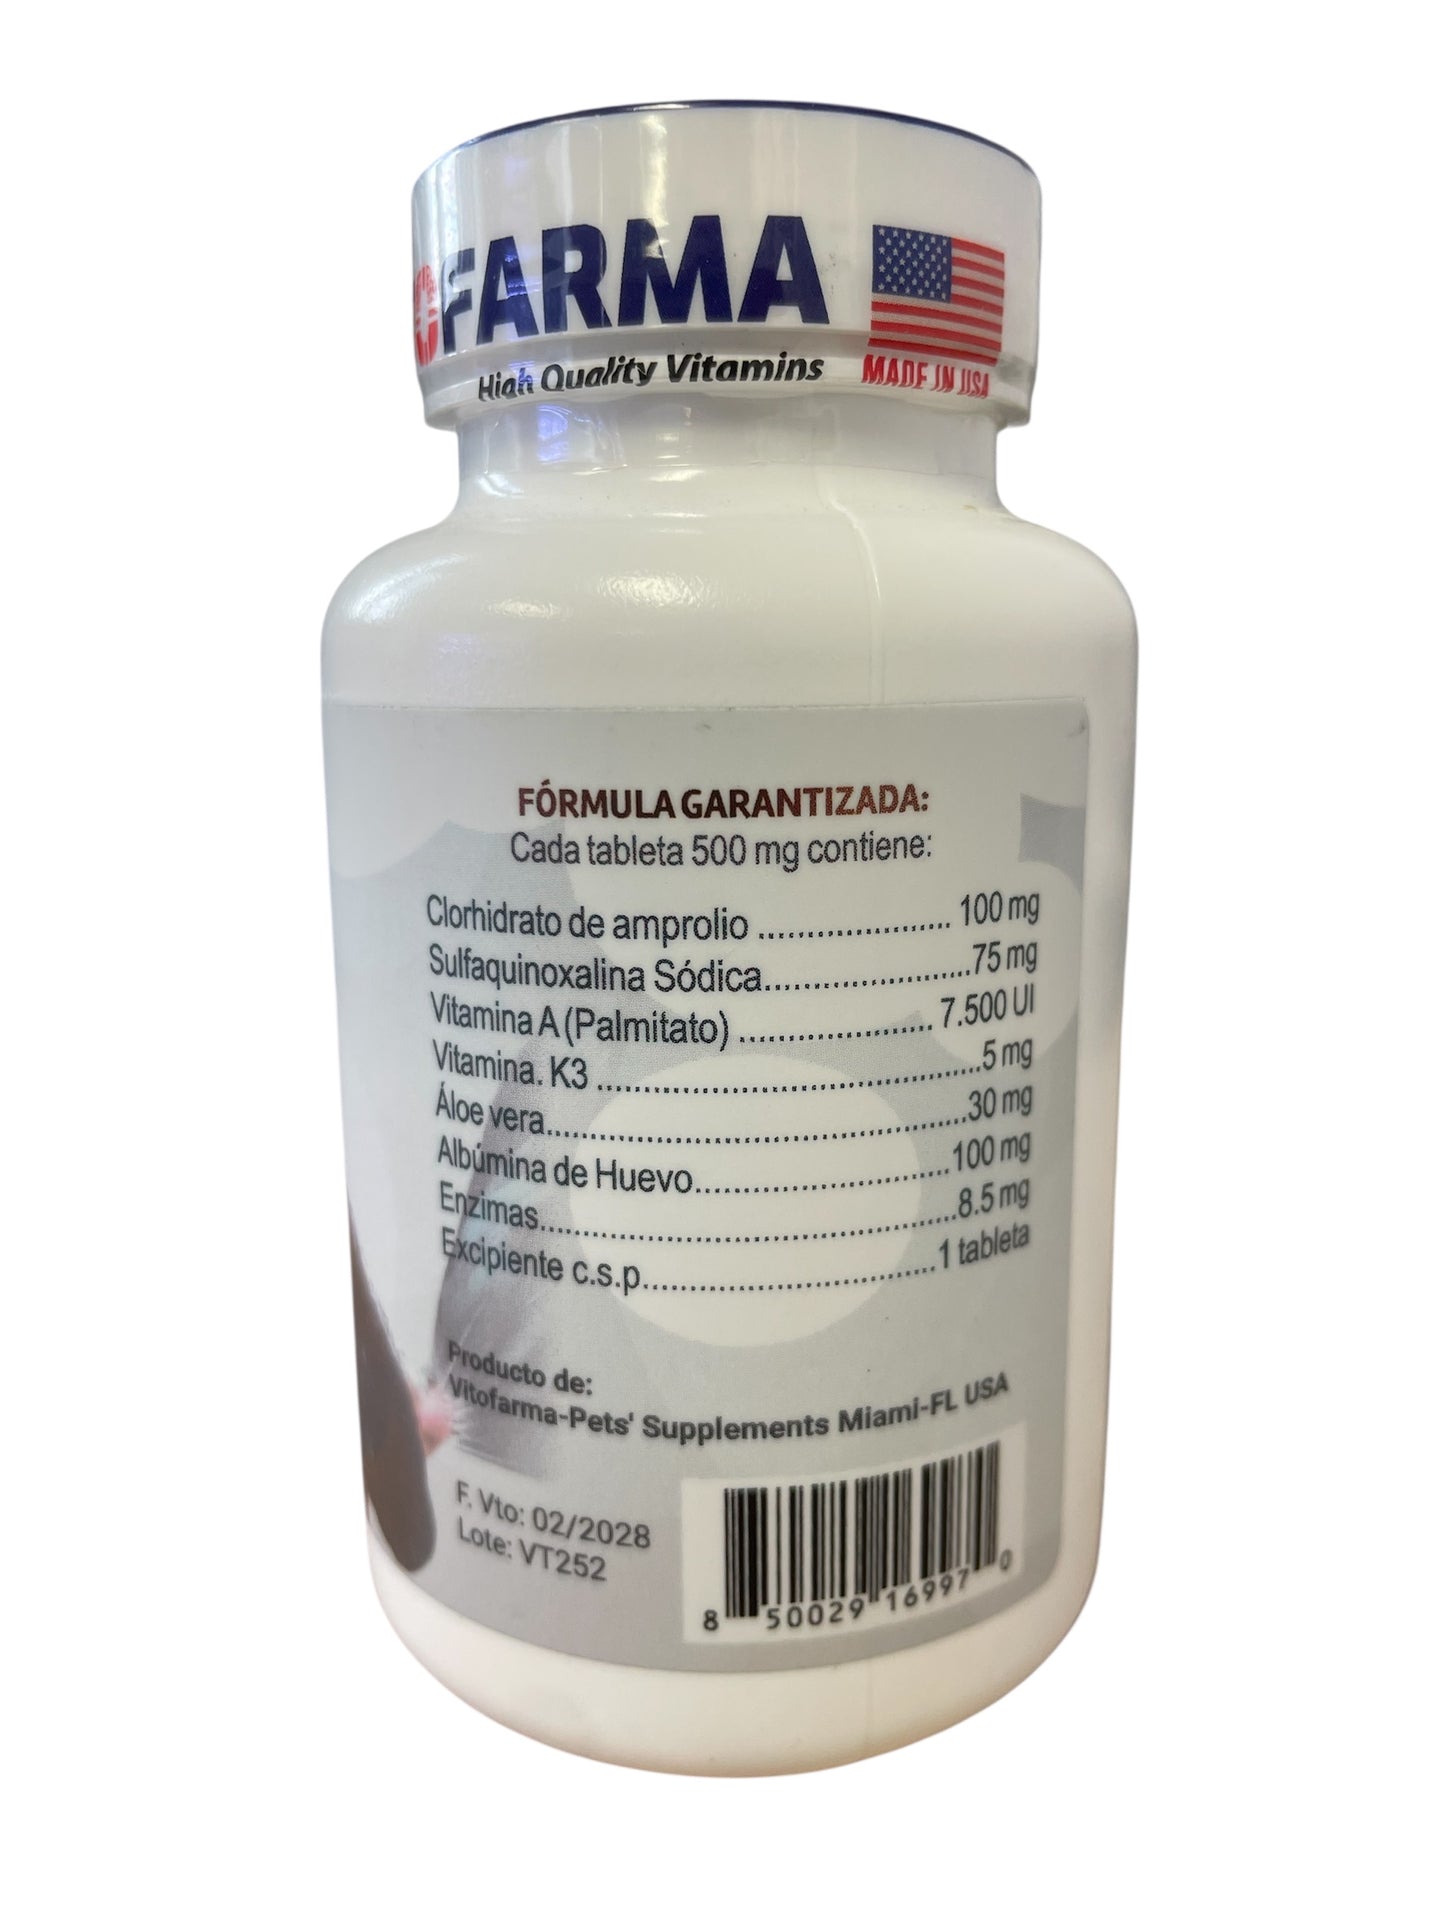 FARMA
High Quality Vitamins
MADE IN USA
FÓRMULA GARANTIZADA:
Cada tableta 500 mg contiene:
Clorhidrato de amprolio .................... 100 mg
Sulfaquinoxalina Sódica.......................75 mg
Vitamina A (Palmitato) .................... 7.500 UI
Vitamina. K3 .......................................5 mg
Áloe vera...........................................30 mg
Albúmina de Huevo..........................100 mg
Enzimas...........................................8.5 mg
Excipiente c.s.p..............................1 tableta
Producto de:
Vitofarma-Pets' Supplements Miami-FL USA
F. Vto: 02/2028
Lote: VT252
8 50029 16997 0